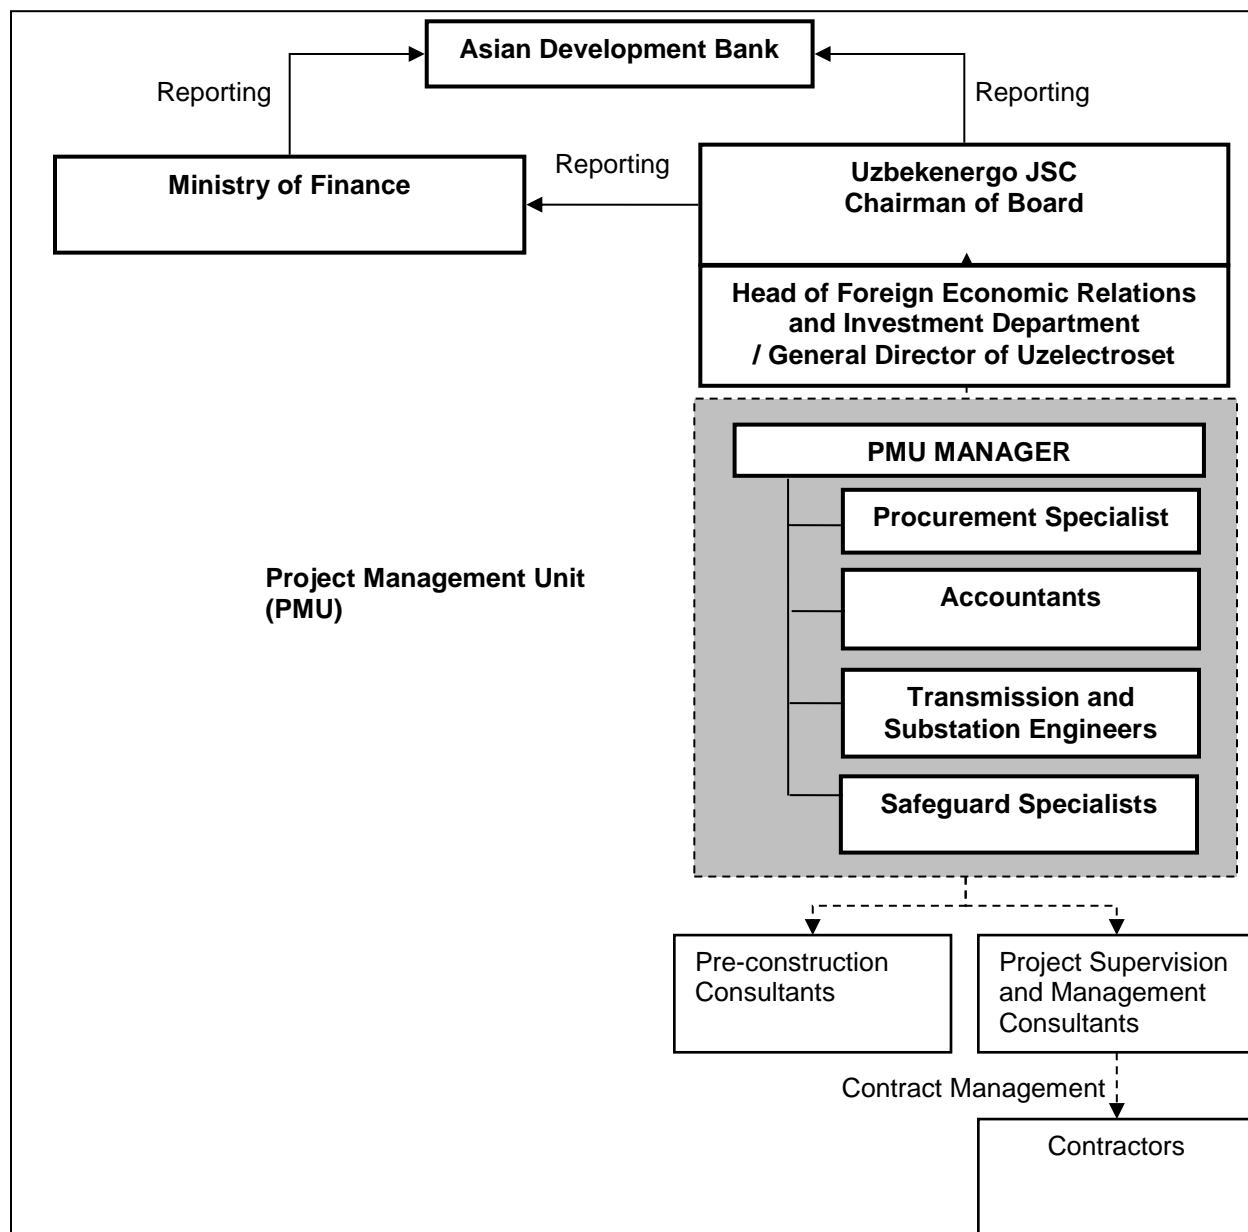 Asian Development Bank
Reporting
Reporting
Ministry of Finance
Reporting
Uzbekenergo JSC
Chairman of Board
Head of Foreign Economic Relations
and Investment Department
/ General Director of Uzelectroset
PMU MANAGER
Procurement Specialist
Project Management Unit
(PMU)
Accountants
Transmission and
Substation Engineers
Safeguard Specialists
Pre-construction
Consultants
Project Supervision
and Management
Consultants
Contract Management
Contractors